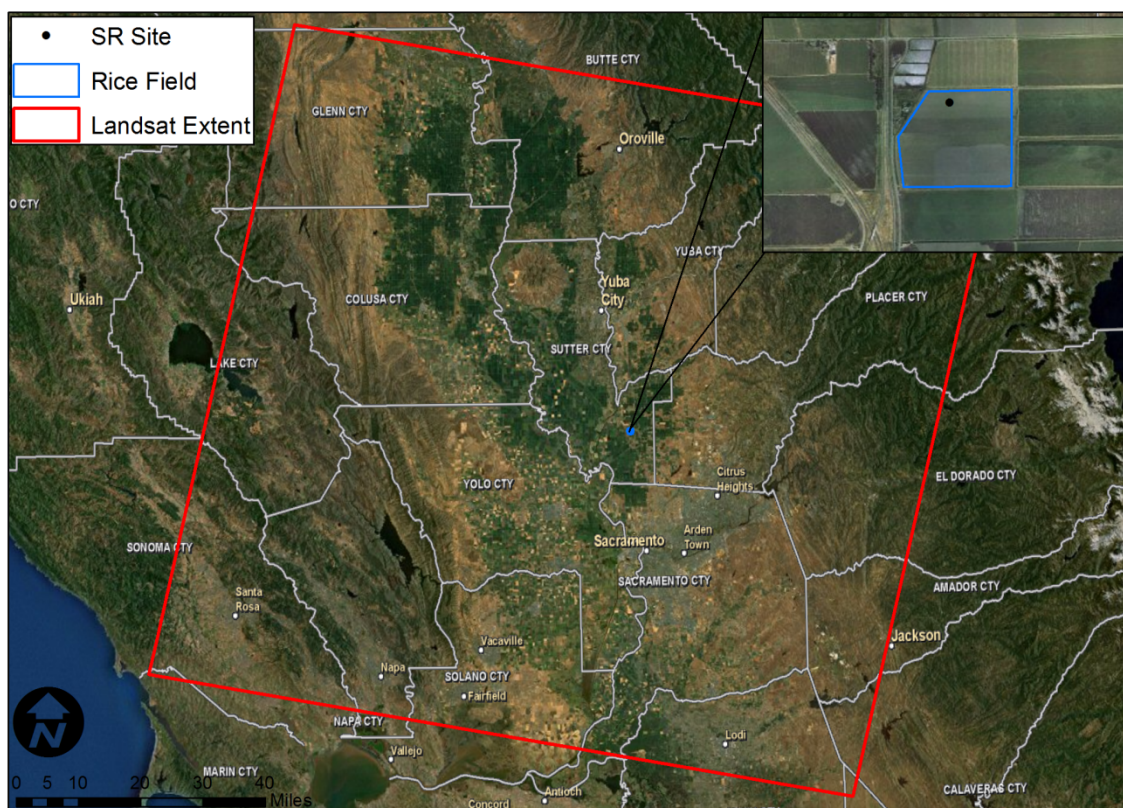 SR Site
Rice Field
Landsat Extent
BUTTE CTY
GLENN CTY
Oroville
O CTY
YUBA CTY
Ukiah
COLUSA CTY
Yuba
City
PLACER CTY
SUTTER CTY
LAKE CTY
Citrus
Heights
EL DORADO CTY
YOLO CTY
Sacramento
Arden
Town
SONOMA CTY
SACRAMENTO CTY
AMADOR CTY
Santa
Rosa
Jackson
Vacaville
Napa
SOLANO CTY
Fairfield
NAPA CTY
Lodi
Vallejo
N
MARIN CTY
0 5 10 20 30 40
Miles
CALAVERAS CTY
Antioch
Concord